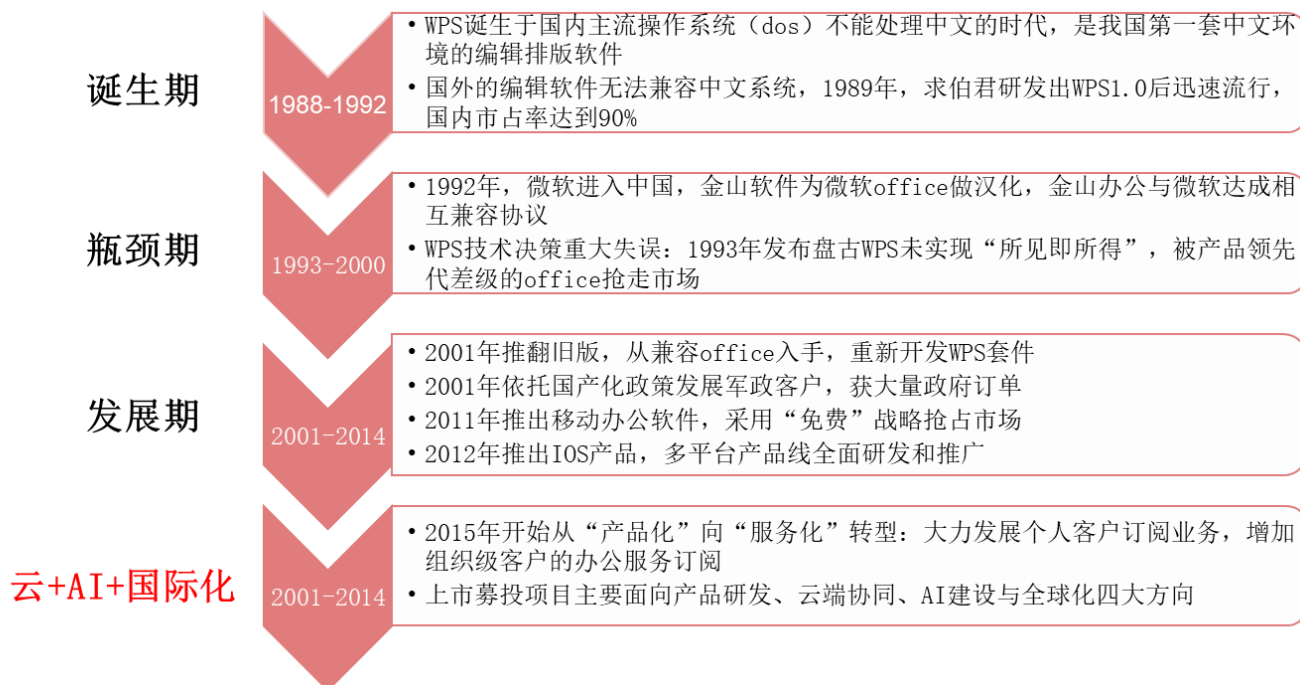 诞生期
1988-1992
• WPS诞生于国内主流操作系统（dos）不能处理中文的时代，是我国第一套中文环
境的编辑排版软件
• 国外的编辑软件无法兼容中文系统，1989年，求伯君研发出WPS1.0后迅速流行，
国内市占率达到90%
瓶颈期
1993-2000
• 1992年，微软进入中国，金山软件为微软office做汉化，金山办公与微软达成相
互兼容协议
• WPS技术决策重大失误：1993年发布盘古WPS未实现“所见即所得”，被产品领先
代差级的office抢走市场
发展期
2001-2014
• 2001年推翻旧版，从兼容office入手，重新开发WPS套件
• 2001年依托国产化政策发展军政客户，获大量政府订单
• 2011年推出移动办公软件，采用“免费”战略抢占市场
• 2012年推出IOS产品，多平台产品线全面研发和推广
云+AI+国际化
2001-2014
• 2015年开始从“产品化”向“服务化”转型：大力发展个人客户订阅业务，增加
组织级客户的办公服务订阅
• 上市募投项目主要面向产品研发、云端协同、AI建设与全球化四大方向